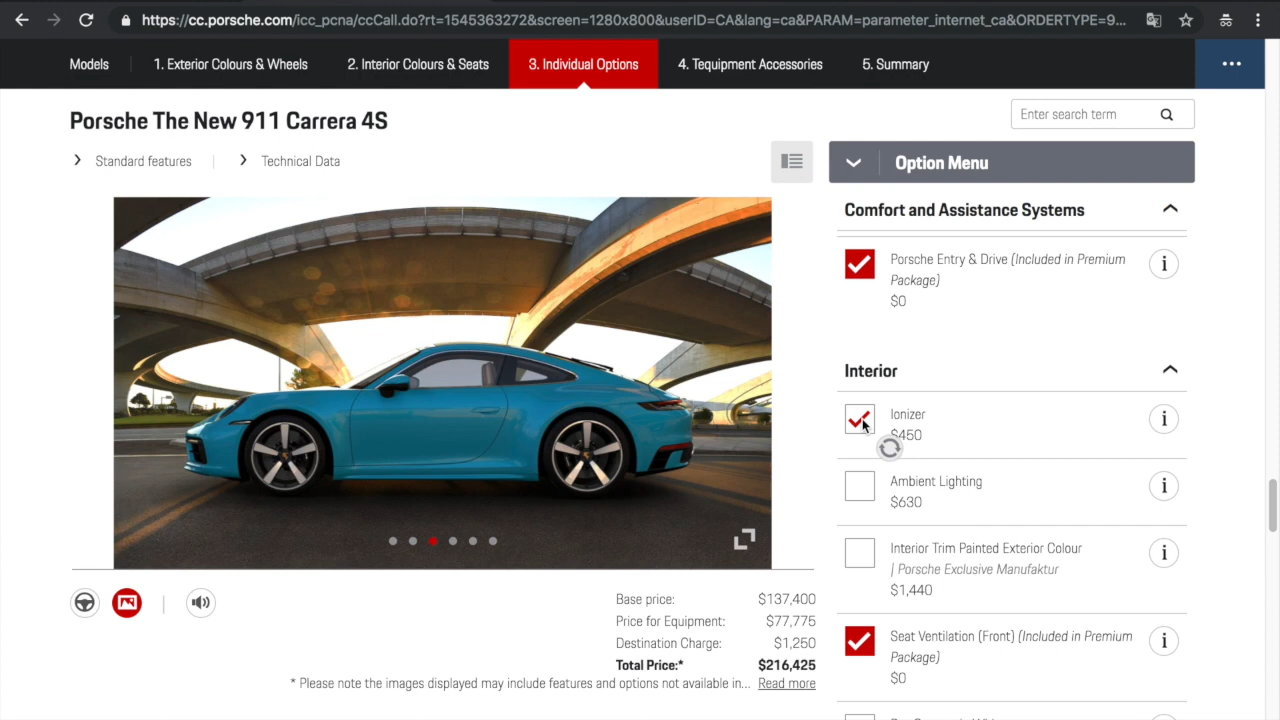 https://cc.porsche.com/icc_pcna/ccCall.do?rt=1545363272&screen=1280x800&userID=CA&lang=ca&PARAM=parameter_internet_ca&ORDERTYPE=9...
Models
1. Exterior Colours & Wheels
2. Interior Colours & Seats
3. Individual Options
4. Tequipment Accessories
5. Summary
Porsche The New 911 Carrera 4S
Enter search term
Standard features
Technical Data
Option Menu
Comfort and Assistance Systems
Porsche Entry & Drive (Included in Premium
Package)
$0
Interior
Ionizer
$450
Ambient Lighting
$630
Interior Trim Painted Exterior Colour
| Porsche Exclusive Manufaktur
$1,440
Seat Ventilation (Front) (Included in Premium
Package)
$0
Base price: $137,400
Price for Equipment: $77,775
Destination Charge: $1,250
Total Price:* $216,425
* Please note the images displayed may include features and options not available in... Read more